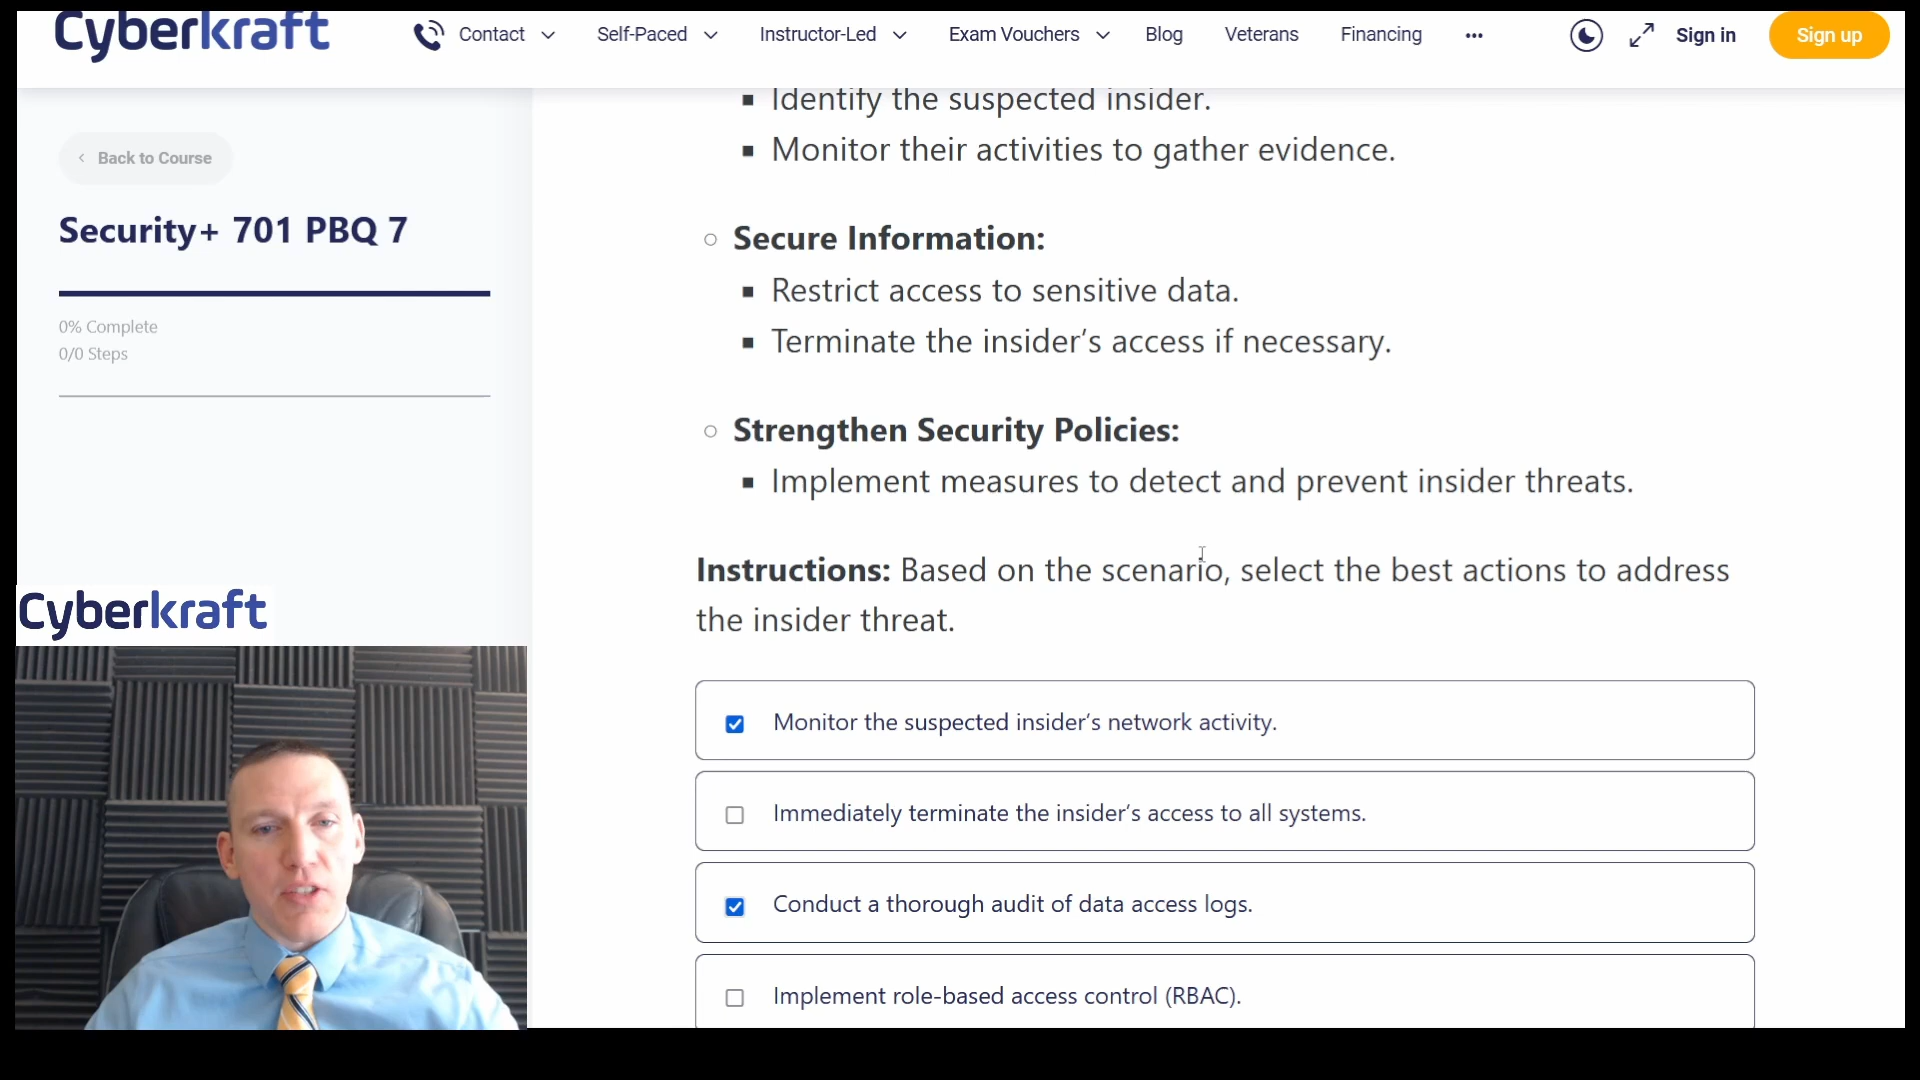 Cyberkraft
Contact
Self-Paced
Instructor-Led
Exam Vouchers
Blog
Veterans
Financing
Sign in
Sign up
Back to Course
Security+ 701 PBQ 7
0% Complete
0/0 Steps
Identify the suspected insider.
Monitor their activities to gather evidence.
Secure Information:
Restrict access to sensitive data.
Terminate the insider’s access if necessary.
Strengthen Security Policies:
Implement measures to detect and prevent insider threats.
Instructions: Based on the scenario, select the best actions to address
the insider threat.
Monitor the suspected insider’s network activity.
Immediately terminate the insider’s access to all systems.
Conduct a thorough audit of data access logs.
Implement role-based access control (RBAC).
Cyberkraft